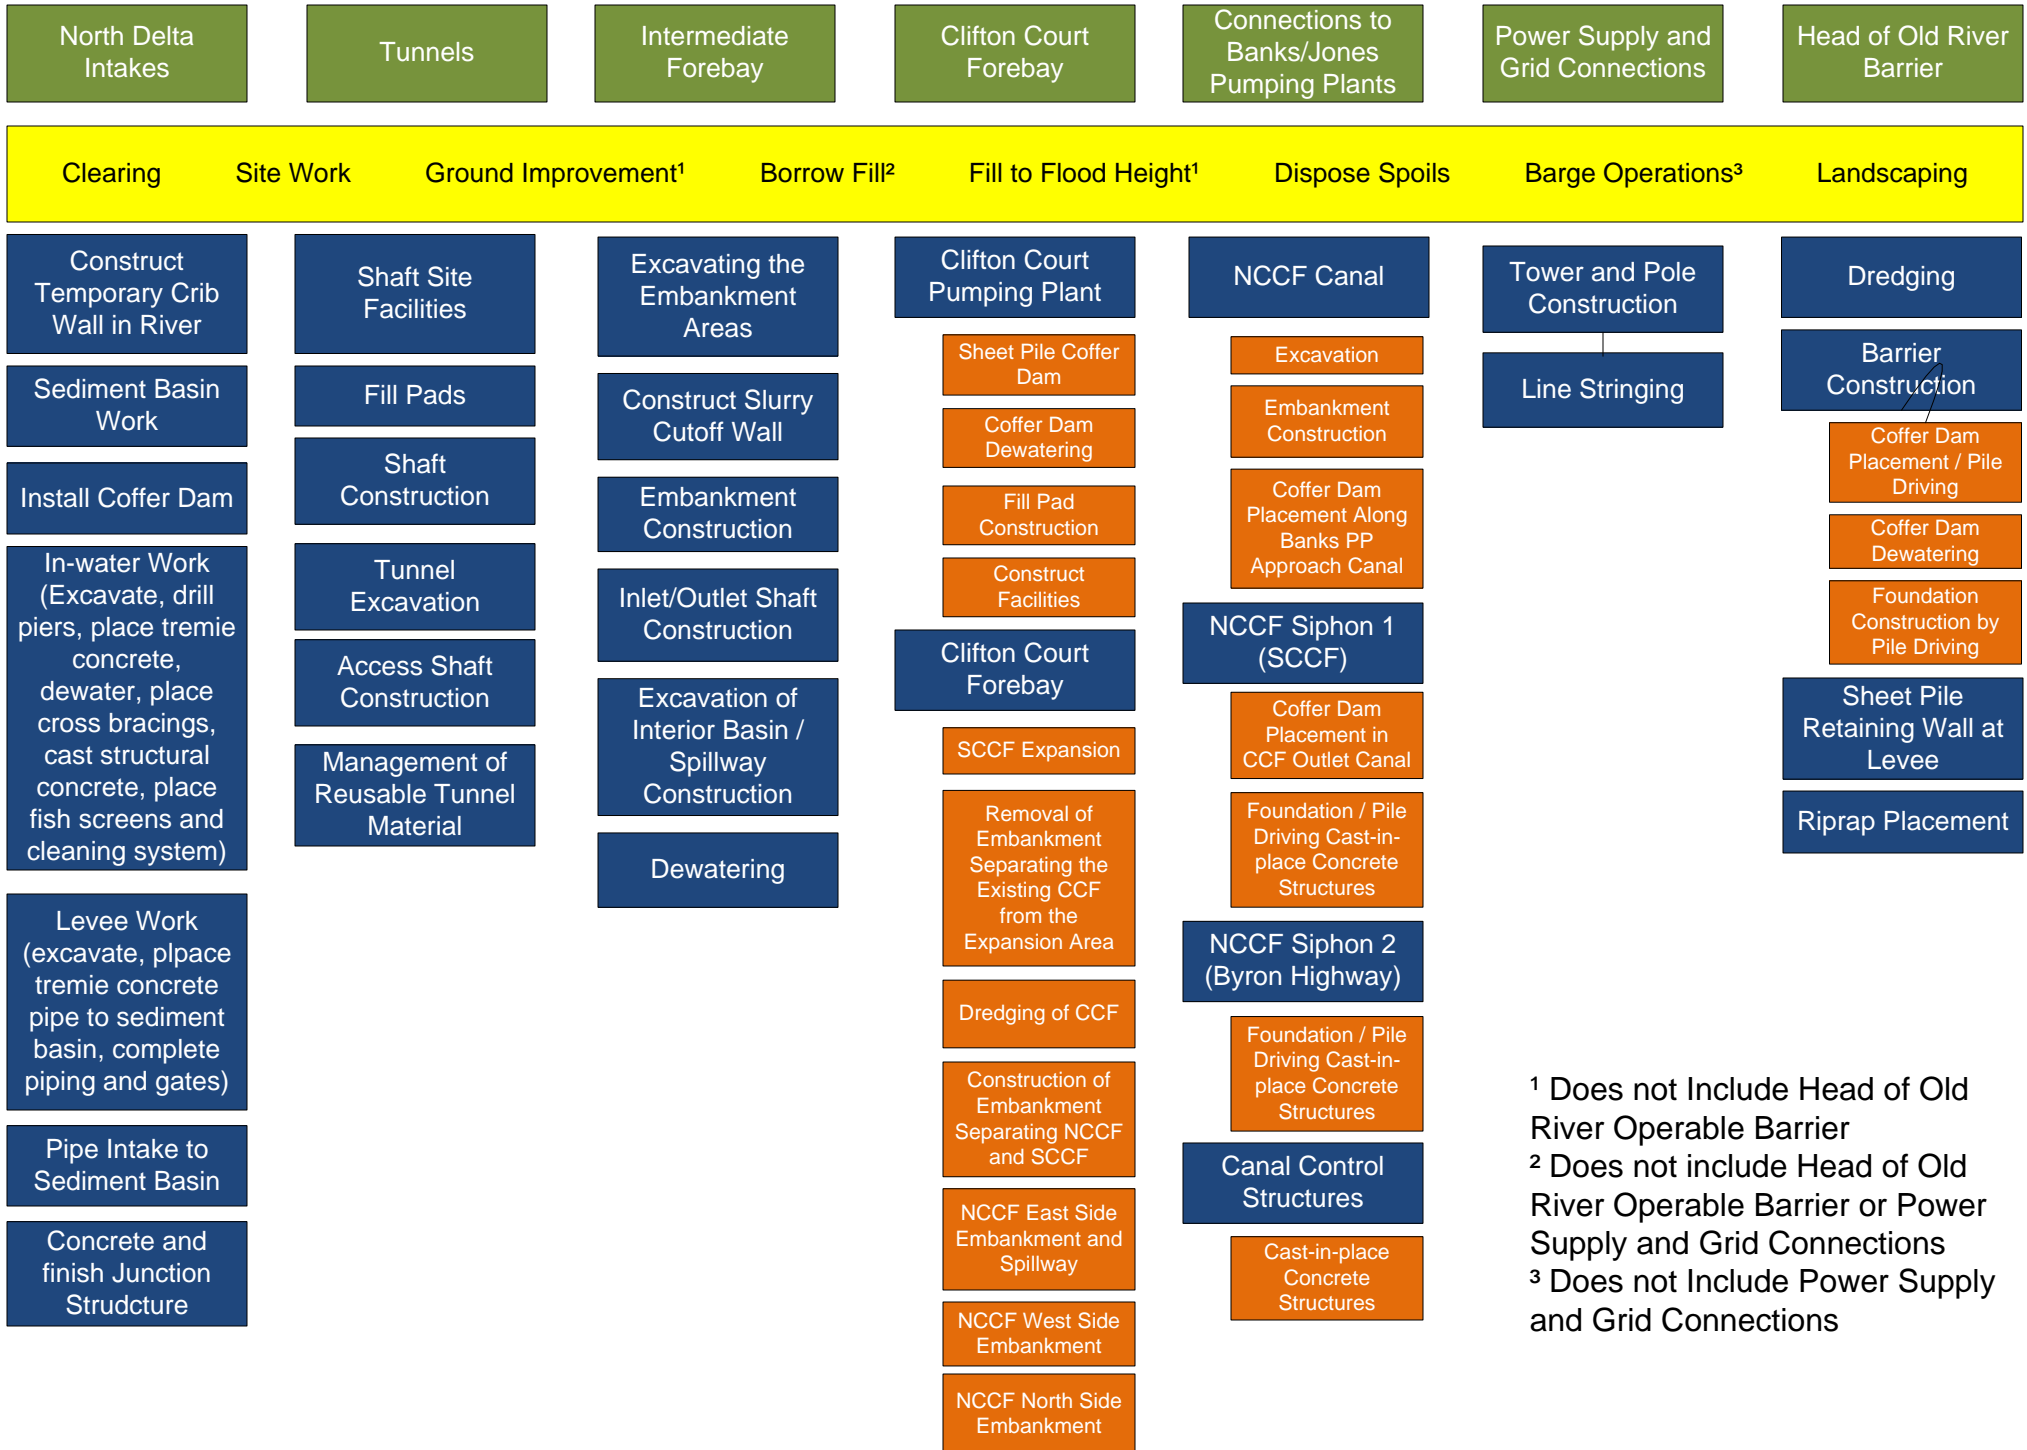 North Delta
Intakes
Tunnels
Intermediate
Forebay
Clifton Court
Forebay
Connections to
Banks/Jones
Pumping Plants
Power Supply and
Grid Connections
Head of Old River
Barrier
Clearing Site Work Ground Improvement¹ Borrow Fill² Fill to Flood Height¹ Dispose Spoils Barge Operations³ Landscaping
Construct
Temporary Crib
Wall in River
Sediment Basin
Work
Install Coffer Dam
In-water Work
(Excavate, drill
piers, place tremie
concrete,
dewater, place
cross bracings,
cast structural
concrete, place
fish screens and
cleaning system)
Levee Work
(excavate, plpace
tremie concrete
pipe to sediment
basin, complete
piping and gates)
Pipe Intake to
Sediment Basin
Concrete and
finish Junction
Strudcture
Shaft Site
Facilities
Fill Pads
Shaft
Construction
Tunnel
Excavation
Access Shaft
Construction
Management of
Reusable Tunnel
Material
Excavating the
Embankment
Areas
Construct Slurry
Cutoff Wall
Embankment
Construction
Inlet/Outlet Shaft
Construction
Excavation of
Interior Basin /
Spillway
Construction
Dewatering
Clifton Court
Pumping Plant
Sheet Pile Coffer
Dam
Coffer Dam
Dewatering
Fill Pad
Construction
Construct
Facilities
Clifton Court
Forebay
SCCF Expansion
Removal of
Embankment
Separating the
Existing CCF
from the
Expansion Area
Dredging of CCF
Construction of
Embankment
Separating NCCF
and SCCF
NCCF East Side
Embankment and
Spillway
NCCF West Side
Embankment
NCCF North Side
Embankment
NCCF Canal
Excavation
Embankment
Construction
Coffer Dam
Placement Along
Banks PP
Approach Canal
NCCF Siphon 1
(SCCF)
Coffer Dam
Placement in
CCF Outlet Canal
Foundation / Pile
Driving Cast-in-
place Concrete
Structures
NCCF Siphon 2
(Byron Highway)
Foundation / Pile
Driving Cast-in-
place Concrete
Structures
Canal Control
Structures
Cast-in-place
Concrete
Structures
Tower and Pole
Construction
Line Stringing
Dredging
Barrier
Construction
Coffer Dam
Placement / Pile
Driving
Coffer Dam
Dewatering
Foundation
Construction by
Pile Driving
Sheet Pile
Retaining Wall at
Levee
Riprap Placement
¹ Does not Include Head of Old
River Operable Barrier
² Does not include Head of Old
River Operable Barrier or Power
Supply and Grid Connections
³ Does not Include Power Supply
and Grid Connections